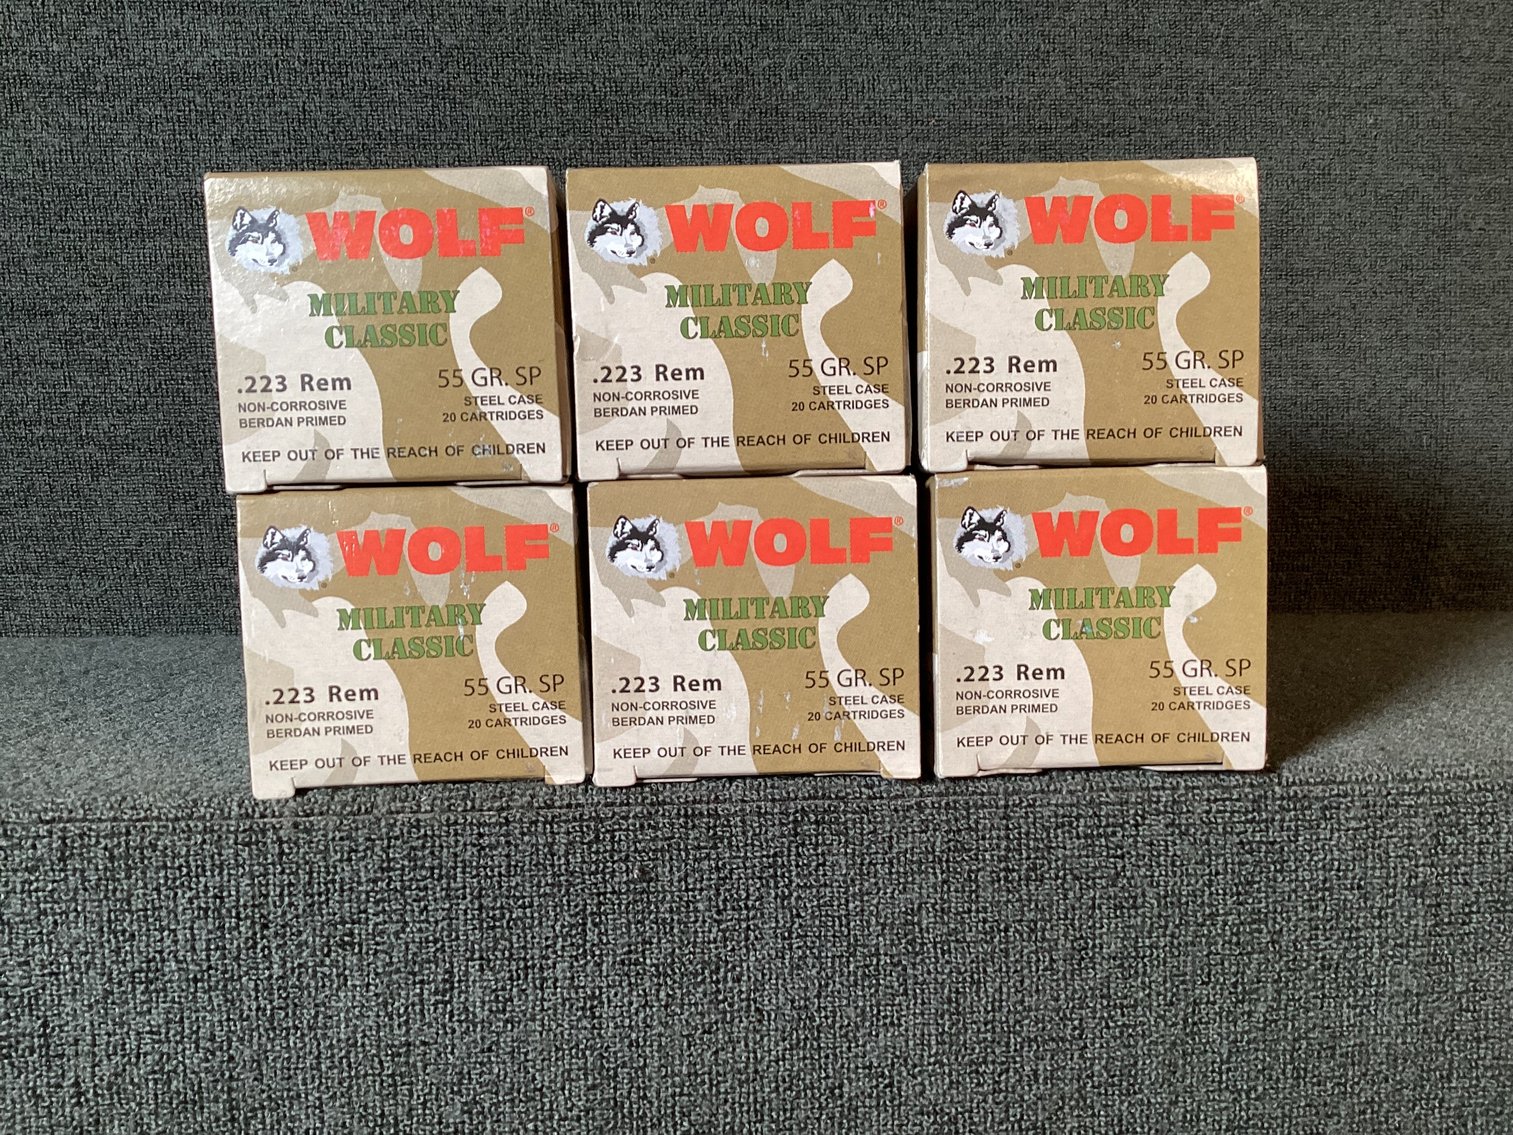 WOLF®
MILITARY
CLASSIC
.223 Rem
NON-CORROSIVE
BERDAN PRIMED
55 GR. SP
STEEL CASE
20 CARTRIDGES
KEEP OUT OF THE REACH OF CHILDREN
WOLF®
MILITARY
CLASSIC
.223 Rem
NON-CORROSIVE
BERDAN PRIMED
55 GR. SP
STEEL CASE
20 CARTRIDGES
KEEP OUT OF THE REACH OF CHILDREN
WOLF®
MILITARY
CLASSIC
.223 Rem
NON-CORROSIVE
BERDAN PRIMED
55 GR. SP
STEEL CASE
20 CARTRIDGES
KEEP OUT OF THE REACH OF CHILDREN
WOLF®
MILITARY
CLASSIC
.223 Rem
NON-CORROSIVE
BERDAN PRIMED
55 GR. SP
STEEL CASE
20 CARTRIDGES
KEEP OUT OF THE REACH OF CHILDREN
WOLF®
MILITARY
CLASSIC
.223 Rem
NON-CORROSIVE
BERDAN PRIMED
55 GR. SP
STEEL CASE
20 CARTRIDGES
KEEP OUT OF THE REACH OF CHILDREN
WOLF®
MILITARY
CLASSIC
.223 Rem
NON-CORROSIVE
BERDAN PRIMED
55 GR. SP
STEEL CASE
20 CARTRIDGES
KEEP OUT OF THE REACH OF CHILDREN